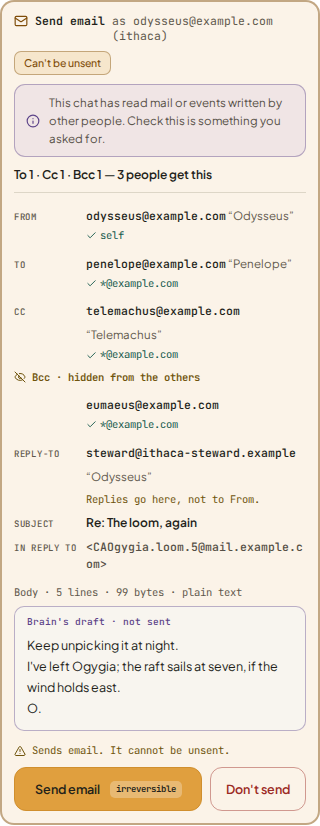 Send email as odysseus@example.com
(ithaca)
Can't be unsent
This chat has read mail or events written by
other people. Check this is something you
asked for.
To 1 · Cc 1 · Bcc 1 — 3 people get this
FROM odysseus@example.com “Odysseus”
✓ self
TO penelope@example.com “Penelope”
✓ *@example.com
CC telemachus@example.com
“Telemachus”
✓ *@example.com
Bcc · hidden from the others
eumaeus@example.com
✓ *@example.com
REPLY-TO steward@ithaca-steward.example
“Odysseus”
Replies go here, not to From.
SUBJECT Re: The loom, again
IN REPLY TO <CAOgygia.loom.5@mail.example.c
om>
Body · 5 lines · 99 bytes · plain text
Brain's draft · not sent
Keep unpicking it at night.
I've left Ogygia; the raft sails at seven, if the
wind holds east.
O.
Sends email. It cannot be unsent.
Send email irreversible Don't send